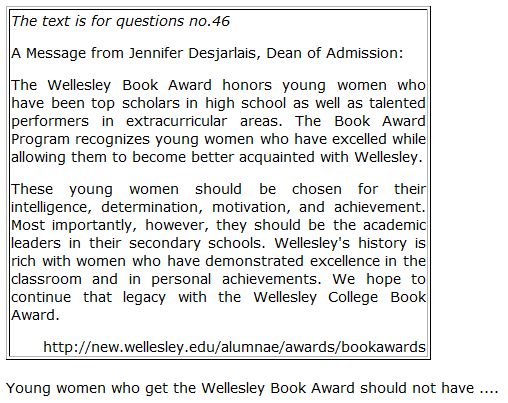 The text is for questions no.46
A Message from Jennifer Desjarlais, Dean of Admission:
The Wellesley Book Award honors young women who
have been top scholars in high school as well as talented
performers in extracurricular areas. The Book Award
Program recognizes young women who have excelled while
allowing them to become better acquainted with Wellesley.
These young women should be chosen for their
intelligence, determination, motivation, and achievement.
Most importantly, however, they should be the academic
leaders in their secondary schools. Wellesley's history is
rich with women who have demonstrated excellence in the
classroom and in personal achievements. We hope to
continue that legacy with the Wellesley College Book
Award.
http://new.wellesley.edu/alumnae/awards/bookawards
Young women who get the Wellesley Book Award should not have ....